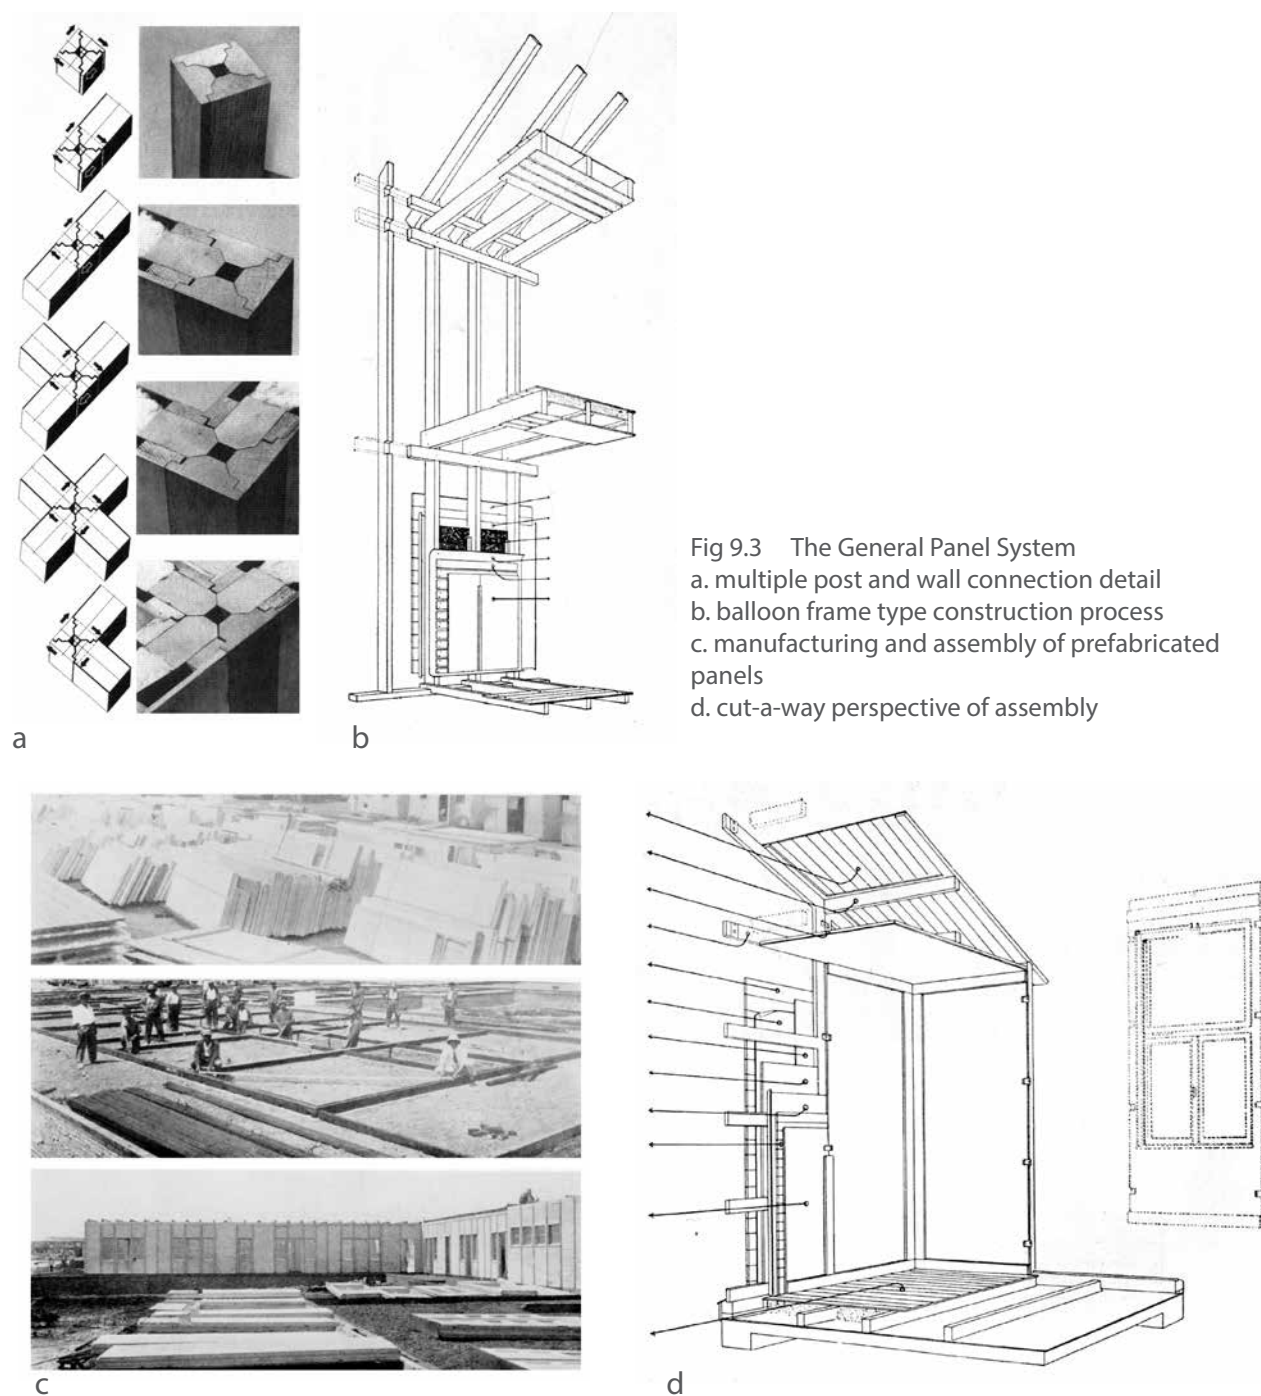 Fig 9.3 The General Panel System
a. multiple post and wall connection detail
b. balloon frame type construction process
c. manufacturing and assembly of prefabricated
panels
d. cut-a-way perspective of assembly
a
b
c
d